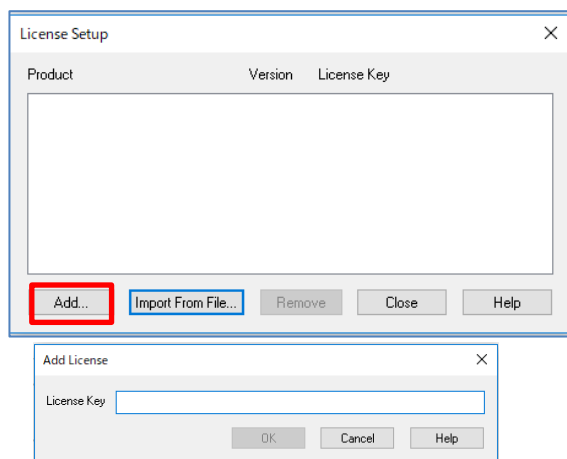 License Setup
Product Version License Key
Add... Import From File... Remove Close Help
Add License
License Key
OK Cancel Help